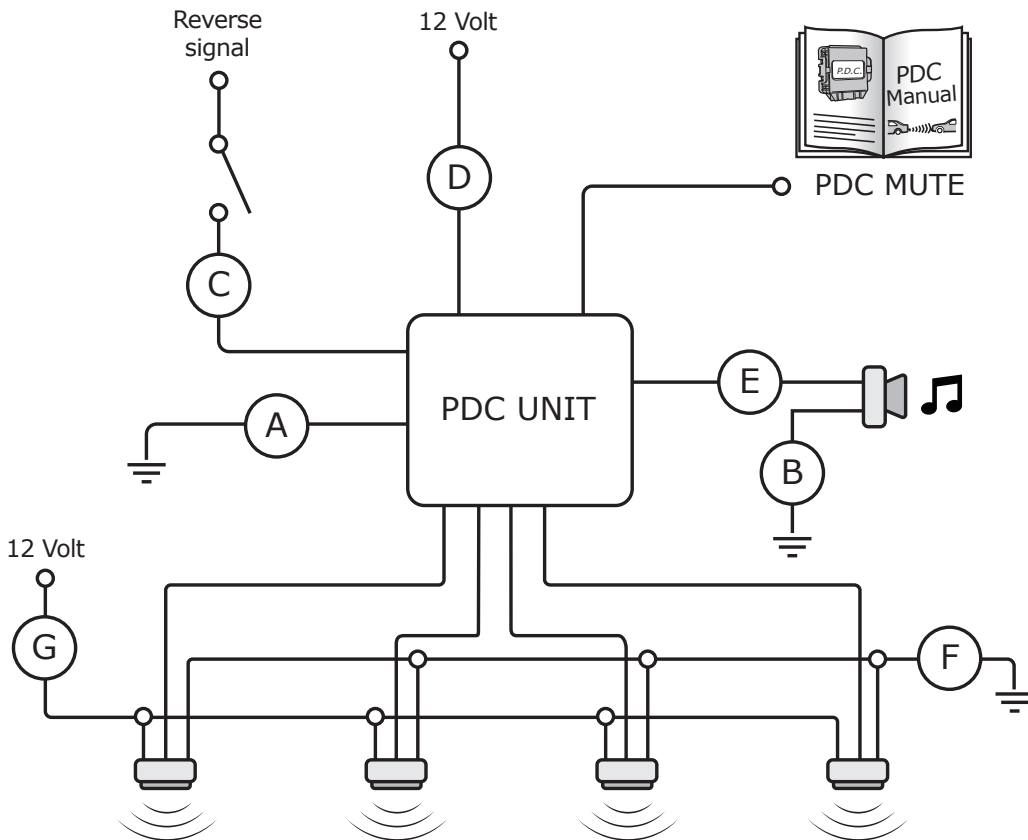 Reverse
signal
12 Volt
P.D.C.
PDC
Manual
PDC MUTE
D
C
PDC UNIT
E
A
B
12 Volt
G
F